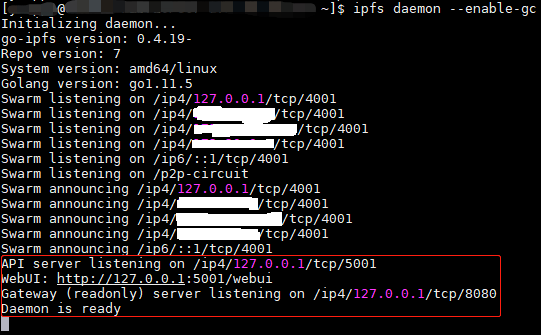 [ @ ~]$ ipfs daemon --enable-gc
Initializing daemon...
go-ipfs version: 0.4.19-
Repo version: 7
System version: amd64/linux
Golang version: go1.11.5
Swarm listening on /ip4/127.0.0.1/tcp/4001
Swarm listening on /ip4/ /tcp/4001
Swarm listening on /ip4/ /tcp/4001
Swarm listening on /ip4/ /tcp/4001
Swarm listening on /ip6/::1/tcp/4001
Swarm listening on /p2p-circuit
Swarm announcing /ip4/127.0.0.1/tcp/4001
Swarm announcing /ip4/ /tcp/4001
Swarm announcing /ip4/ /tcp/4001
Swarm announcing /ip4/ /tcp/4001
Swarm announcing /ip6/::1/tcp/4001
API server listening on /ip4/127.0.0.1/tcp/5001
WebUI: http://127.0.0.1:5001/webui
Gateway (readonly) server listening on /ip4/127.0.0.1/tcp/8080
Daemon is ready